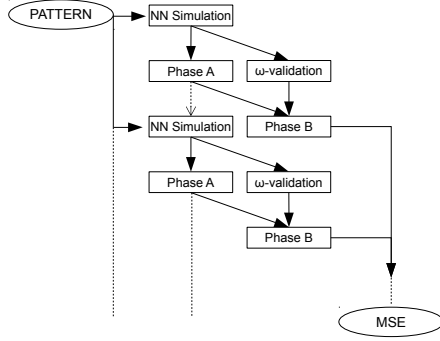 PATTERN
NN Simulation
Phase A
ω-validation
NN Simulation
Phase B
Phase A
ω-validation
Phase B
MSE